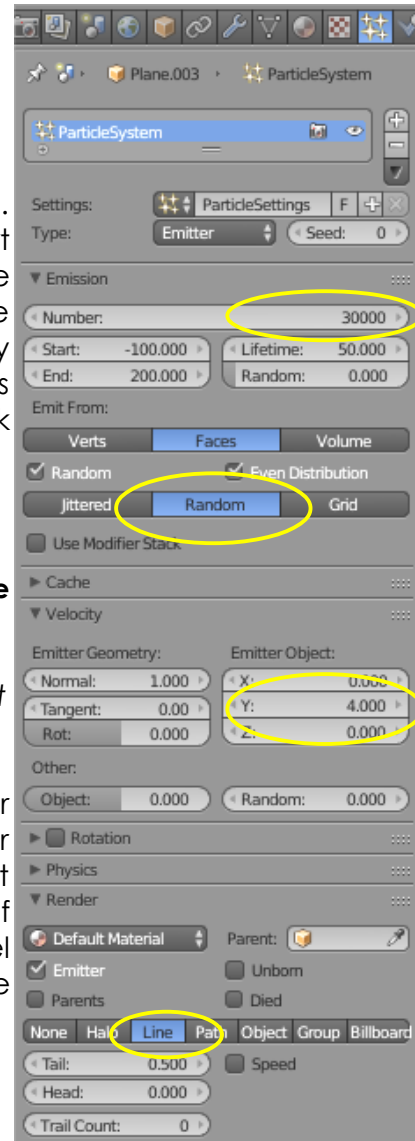 Plane.003 ParticleSystem
ParticleSystem
.
Settings: ParticleSettings F
t
Type: Emitter Seed: 0
e
Emission
e
Number: 30000
y
Start: -100.000 Lifetime: 50.000
s
End: 200.000 Random: 0.000
k
Emit From:
Verts Faces Volume
Random Even Distribution
Jittered Random Grid
Use Modifier Stack
e
Cache
Velocity
Emitter Geometry: Emitter Object:
Normal: 1.000 X: 0.000
t
Tangent: 0.00 Y: 4.000
Rot: 0.000 Z: 0.000
Other:
r
Object: 0.000 Random: 0.000
r
Rotation
t
Physics
f
Render
el
Default Material Parent:
e
Emitter Unborn
Parents Died
None Halo Line Path Object Group Billboard
Tail: 0.500 Speed
Head: 0.000
Trail Count: 0